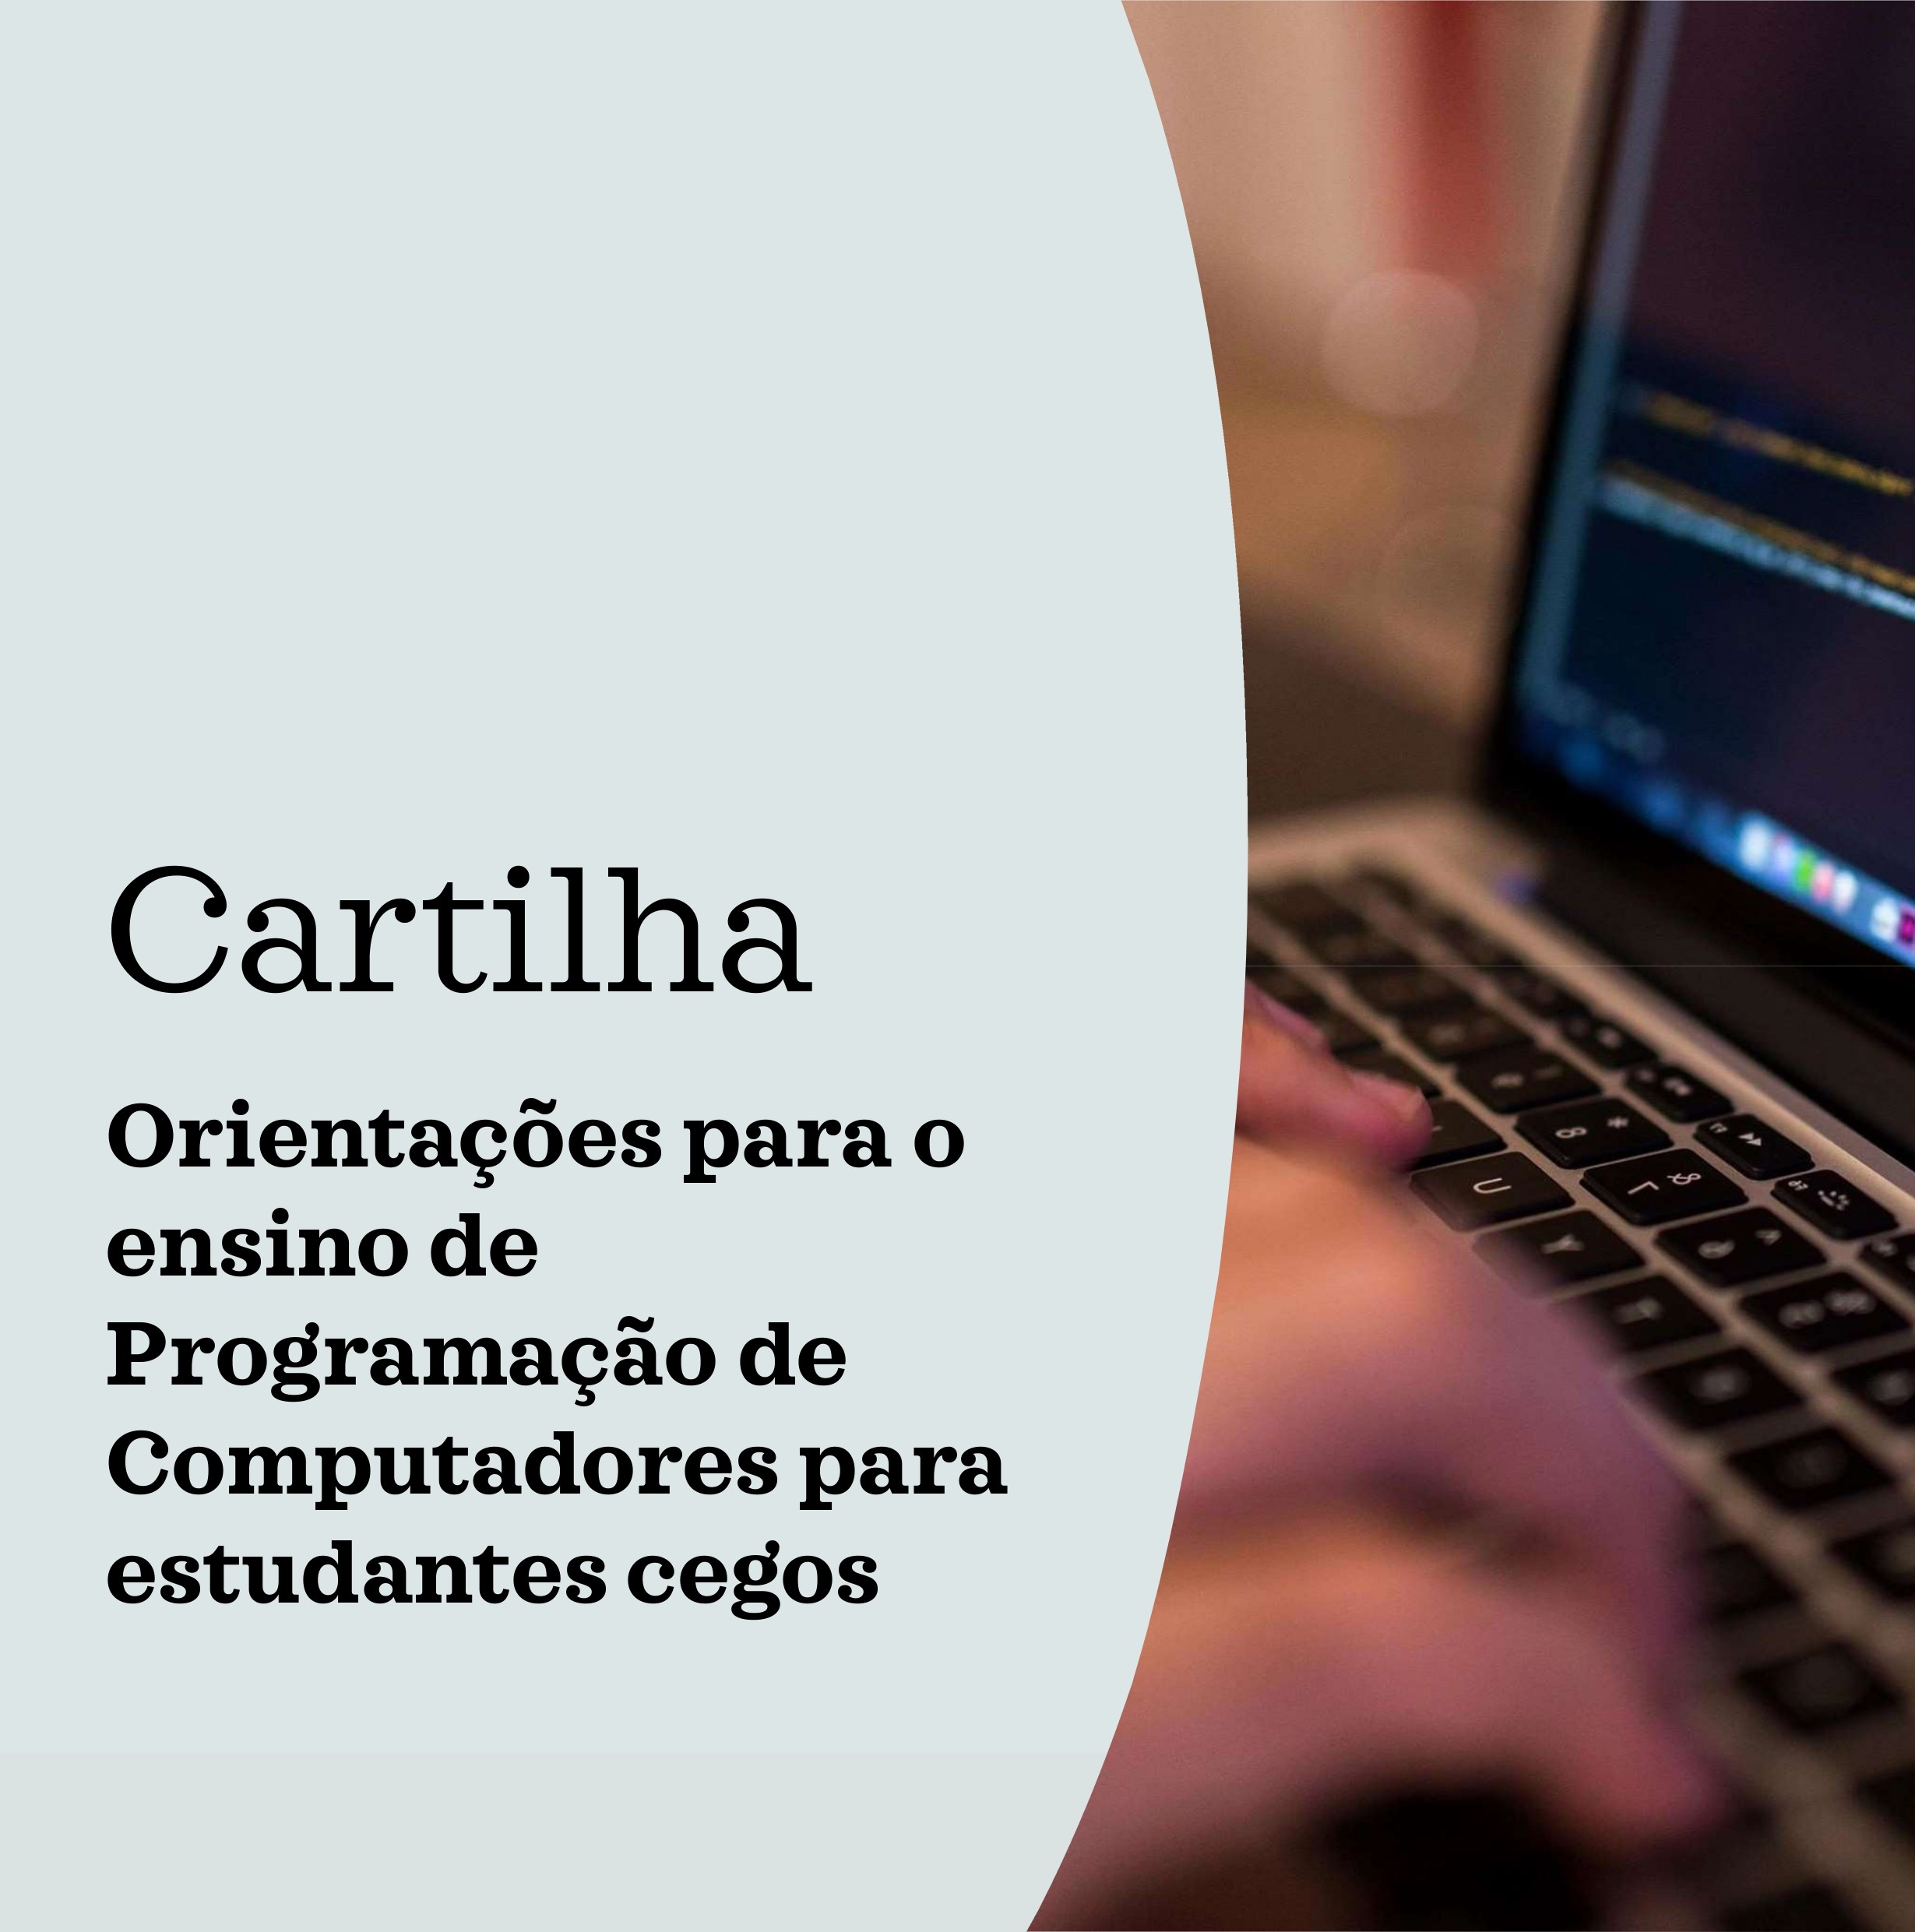 Cartilha
Orientações para o
ensino de
Programação de
Computadores para
estudantes cegos